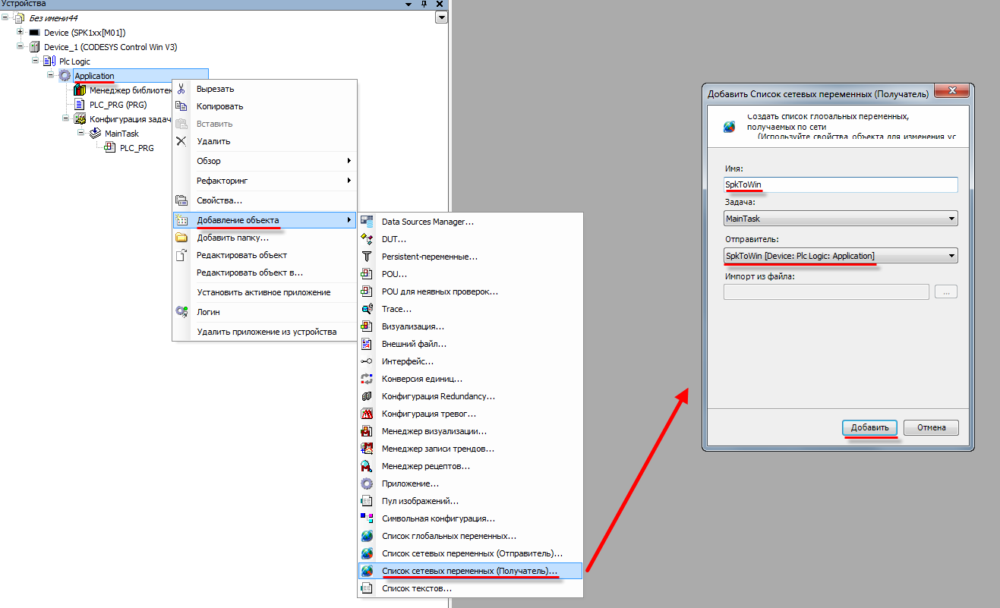 Устройства
Без имени44
Device (SPK1xx[M01])
Device_1 (CODESYS Control Win V3)
Plc Logic
Application
Менеджер библиотек
PLC_PRG (PRG)
Конфигурация задач
MainTask
PLC_PRG
Вырезать
Копировать
Вставить
Удалить
Обзор
Рефакторинг
Свойства...
Добавление объекта
Добавить папку...
Редактировать объект
Редактировать объект в...
Установить активное приложение
Логин
Удалить приложение из устройства
Data Sources Manager...
DUT...
Persistent-переменные...
POU...
POU для неявных проверок...
Trace...
Визуализация...
Внешний файл...
Интерфейс...
Конверсия единиц...
Конфигурация Redundancy...
Конфигурация тревог...
Менеджер визуализации...
Менеджер записи трендов...
Менеджер рецептов...
Приложение...
Пул изображений...
Символьная конфигурация...
Список глобальных переменных...
Список сетевых переменных (Отправитель)...
Список сетевых переменных (Получатель)...
Список текстов...
Добавить Список сетевых переменных (Получатель)
Создать список глобальных переменных,
получаемых по сети
(Используйте свойства объекта для изменения ус
Имя:
SpkToWin
Задача:
MainTask
Отправитель:
SpkToWin [Device: Plc Logic: Application]
Импорт из файла:
...
Добавить
Отмена